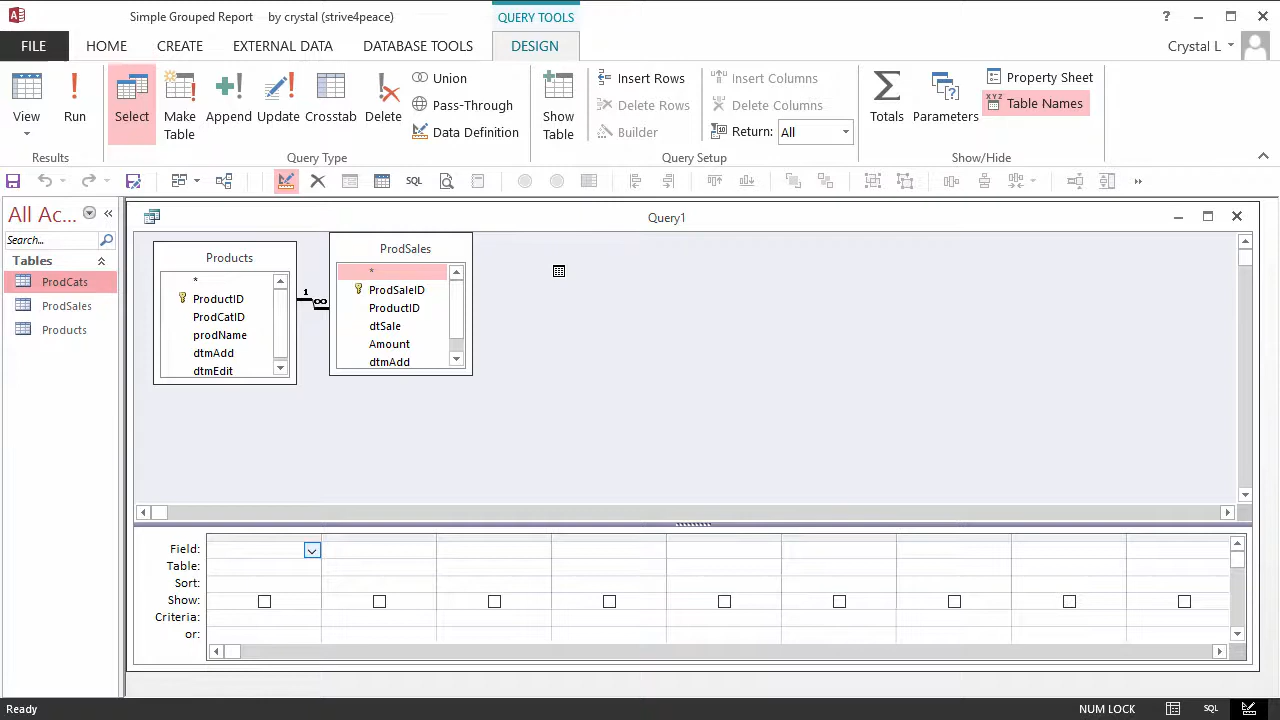 Simple Grouped Report by crystal (strive4peace)
QUERY TOOLS
?
FILE HOME CREATE EXTERNAL DATA DATABASE TOOLS DESIGN
Crystal L
View
Run
Results
Select
Make Table
Append
Update
Crosstab
Delete
Union
Pass-Through
Data Definition
Query Type
Show Table
Insert Rows
Delete Rows
Builder
Insert Columns
Delete Columns
Return: All
Query Setup
Totals
Parameters
Property Sheet
XYZ Table Names
Show/Hide
SQL
All Ac...
Search...
Tables
ProdCats
ProdSales
Products
Query1
Products
*
ProductID
ProdCatID
prodName
dtmAdd
dtmEdit
1 ∞
ProdSales
*
ProdSaleID
ProductID
dtSale
Amount
dtmAdd
Field:
Table:
Sort:
Show:
Criteria:
or:
Ready
NUM LOCK
SQL